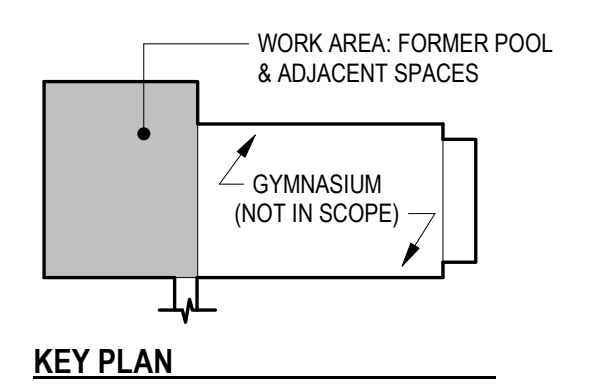 WORK AREA: FORMER POOL
& ADJACENT SPACES
GYMNASIUM
(NOT IN SCOPE)
KEY PLAN